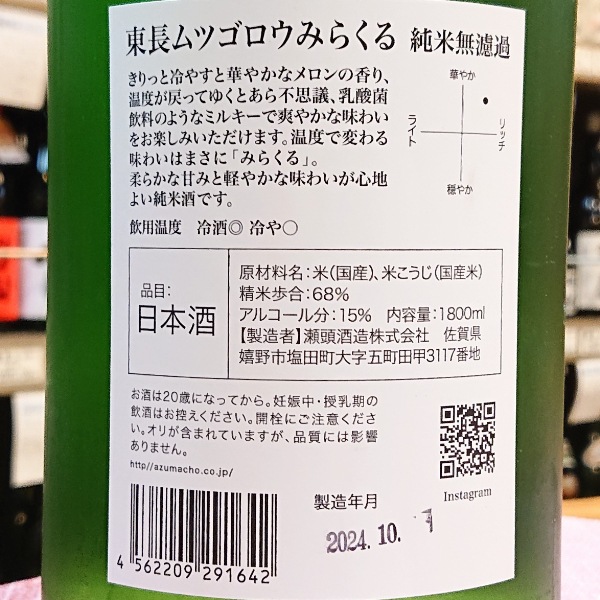 東長ムツゴロウみらくる 純米無濾過
きりっと冷やすと華やかなメロンの香り、
温度が戻ってゆくとあら不思議、乳酸菌
飲料のようなミルキーで爽やかな味わい
をお楽しみいただけます。温度で変わる
味わいはまさに「みらくる」。
柔らかな甘みと軽やかな味わいが心地
よい純米酒です。
飲用温度 冷酒◎ 冷や○
華やか
ライト
リッチ
穏やか
品目:
日本酒
原材料名:米(国産)、米こうじ(国産米)
精米歩合:68%
アルコール分:15% 内容量:1800ml
【製造者】瀬頭酒造株式会社 佐賀県
嬉野市塩田町大字五町田甲3117番地
お酒は20歳になってから。妊娠中・授乳期の
飲酒はお控えください。開栓にご注意くださ
い。オリが含まれていますが、品質には影響
ありません。
http://azumacho.co.jp/
Instagram
製造年月
2024.10.
4 562209 291642